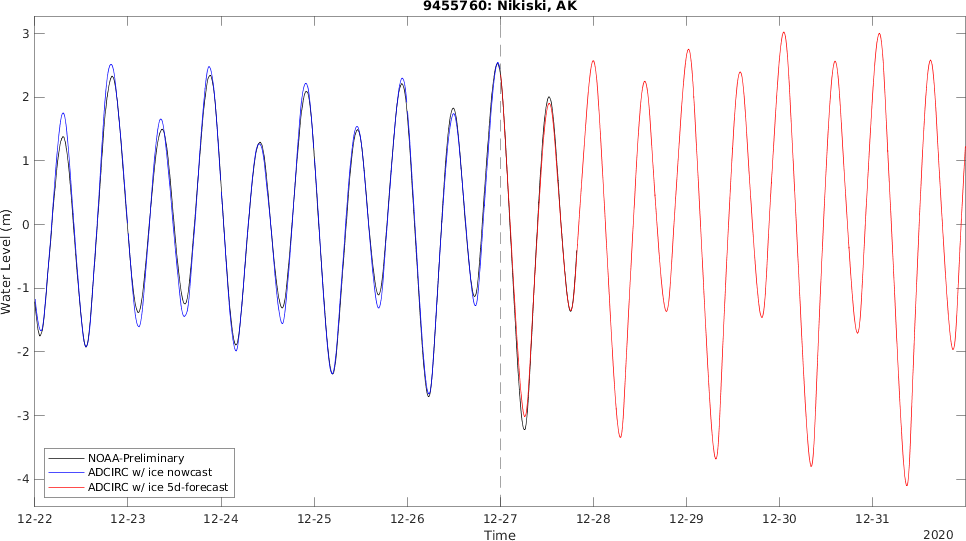 9455760: Nikiski, AK
Water Level (m)
3
2
1
0
-1
-2
-3
-4
NOAA-Preliminary
ADCIRC w/ ice nowcast
ADCIRC w/ ice 5d-forecast
12-22 12-23 12-24 12-25 12-26 12-27 12-28 12-29 12-30 12-31
Time
2020